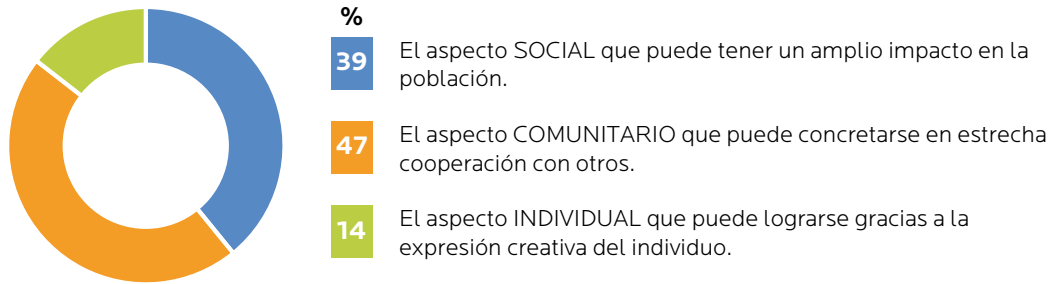 %
39
El aspecto SOCIAL que puede tener un amplio impacto en la
población.
47
El aspecto COMUNITARIO que puede concretarse en estrecha
cooperación con otros.
14
El aspecto INDIVIDUAL que puede lograrse gracias a la
expresión creativa del individuo.